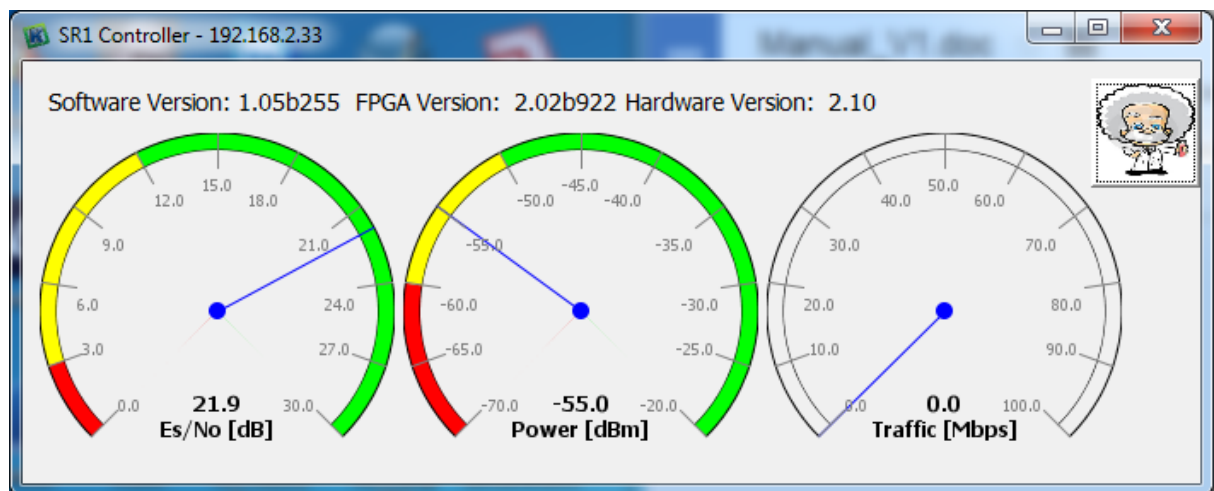 SR1 Controller - 192.168.2.33
Manual_V1.doc
Software Version: 1.05b255 FPGA Version: 2.02b922 Hardware Version: 2.10
0.0 3.0 6.0 9.0 12.0 15.0 18.0 21.0 24.0 27.0 30.0
21.9
Es/No [dB]
-70.0 -65.0 -60.0 -55.0 -50.0 -45.0 -40.0 -35.0 -30.0 -25.0 -20.0
-55.0
Power [dBm]
0.0 10.0 20.0 30.0 40.0 50.0 60.0 70.0 80.0 90.0 100.0
0.0
Traffic [Mbps]